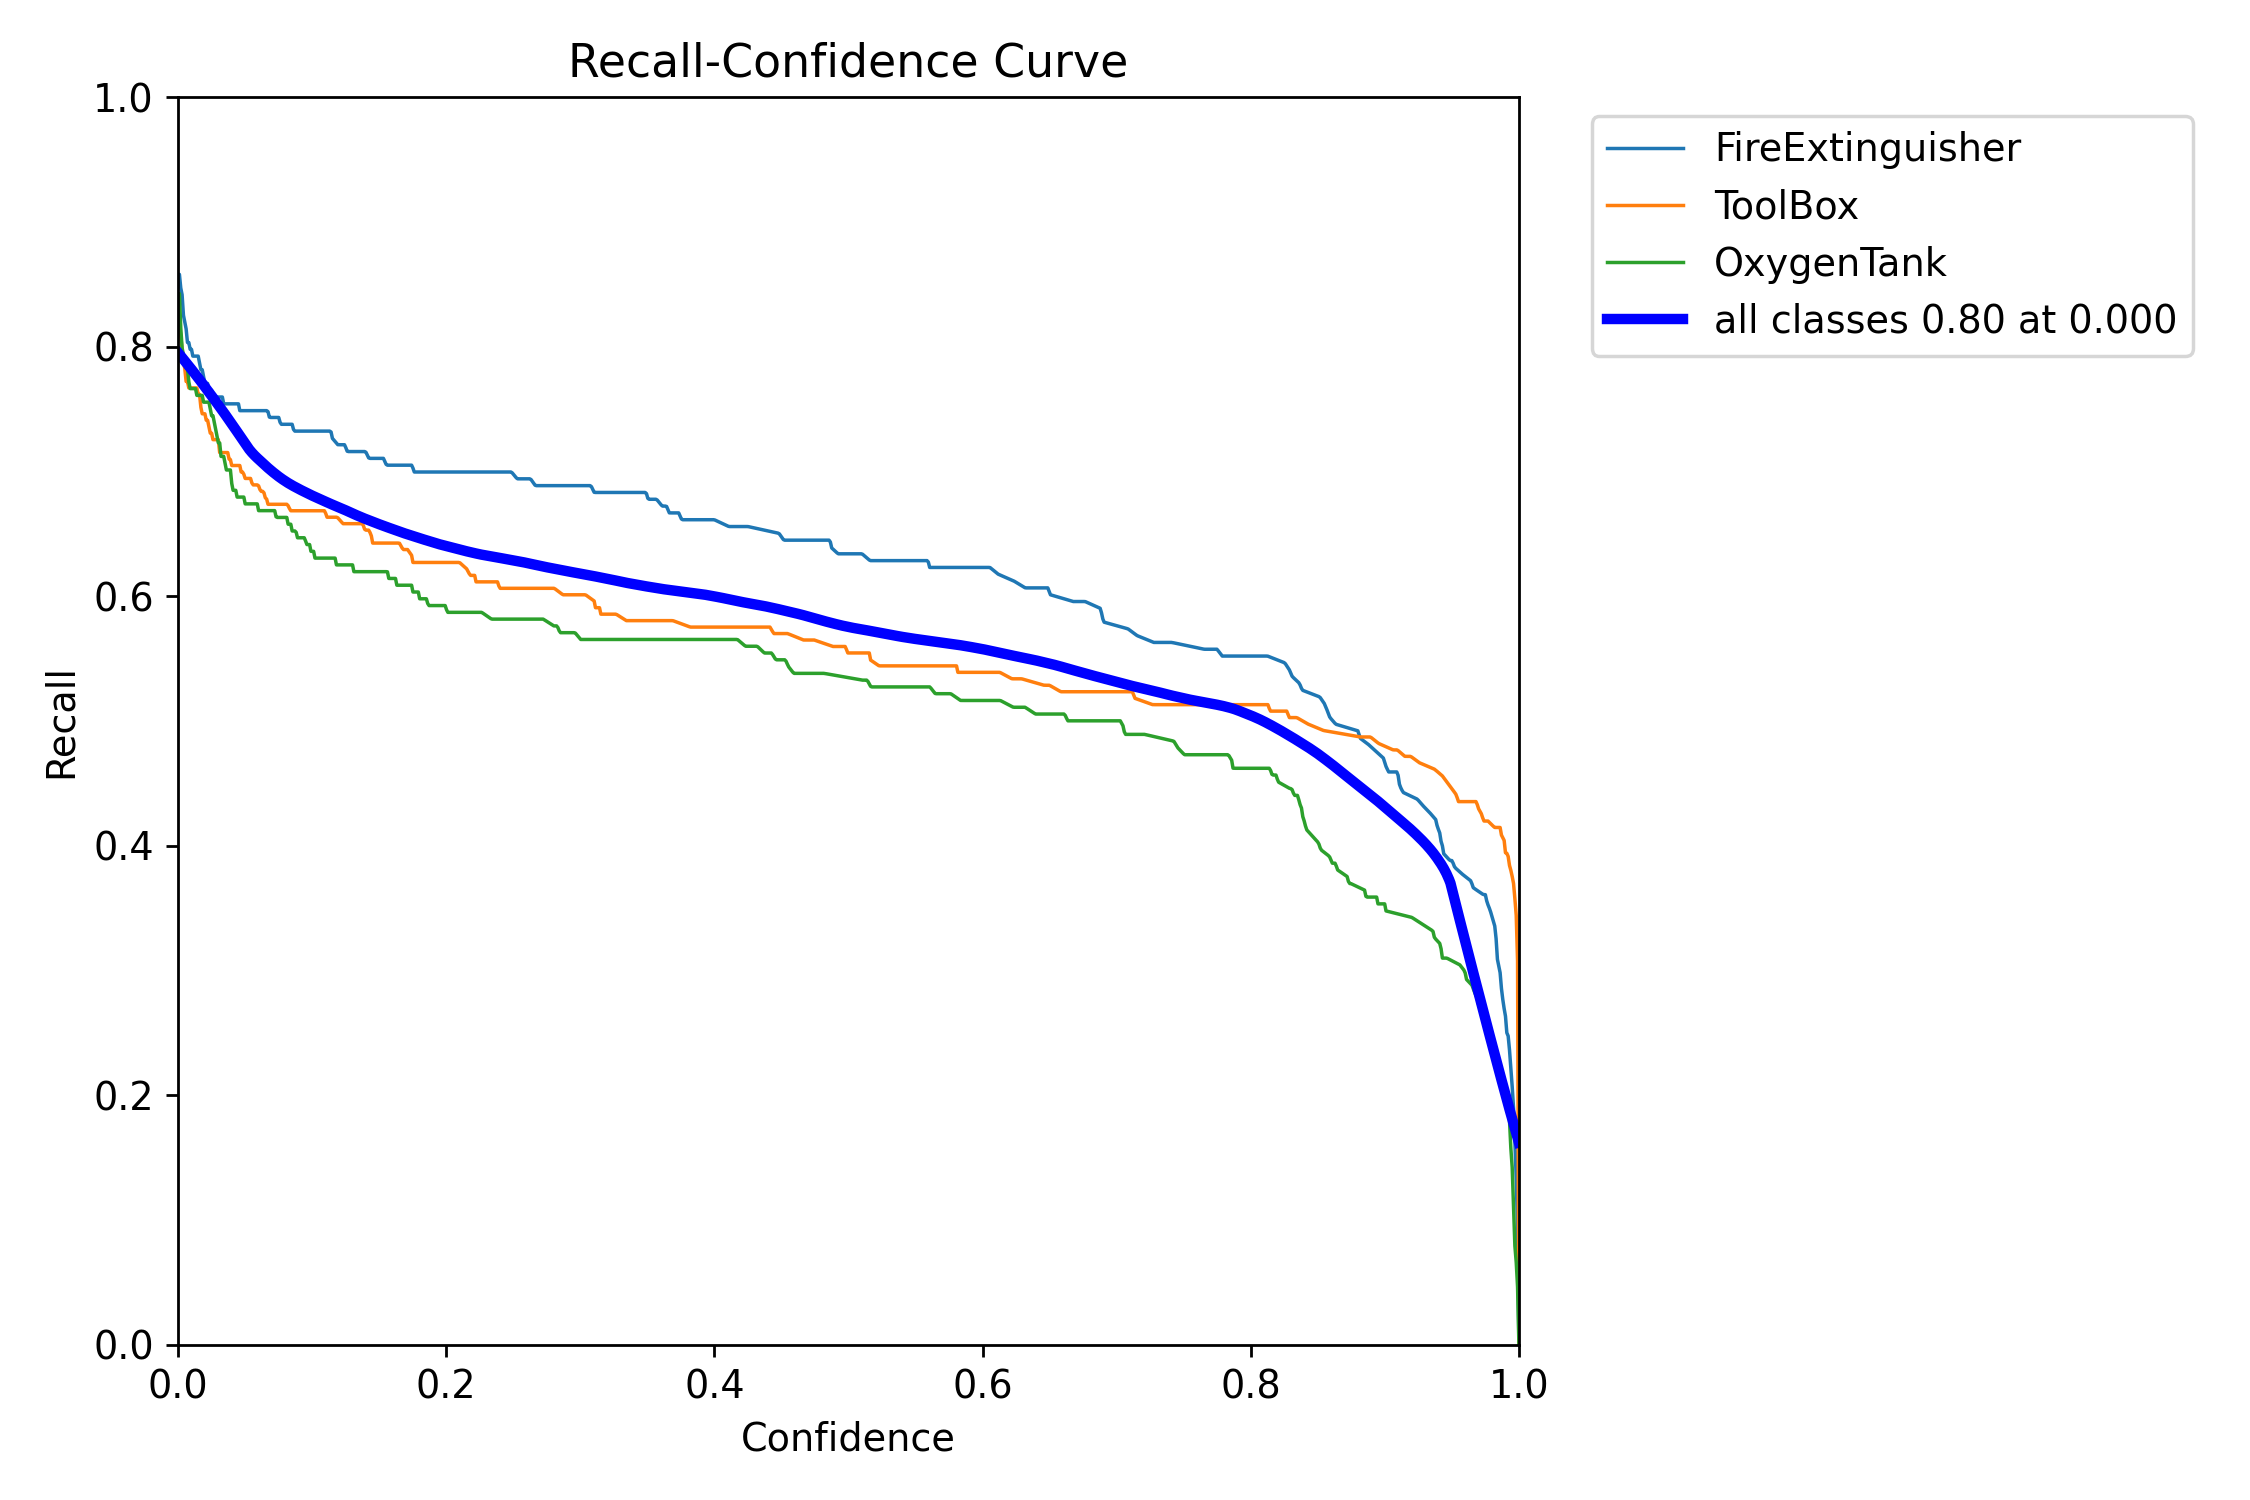 Recall-Confidence Curve
1.0
0.8
0.6
0.4
0.2
0.0
Recall
0.0 0.2 0.4 0.6 0.8 1.0
Confidence
FireExtinguisher
ToolBox
OxygenTank
all classes 0.80 at 0.000